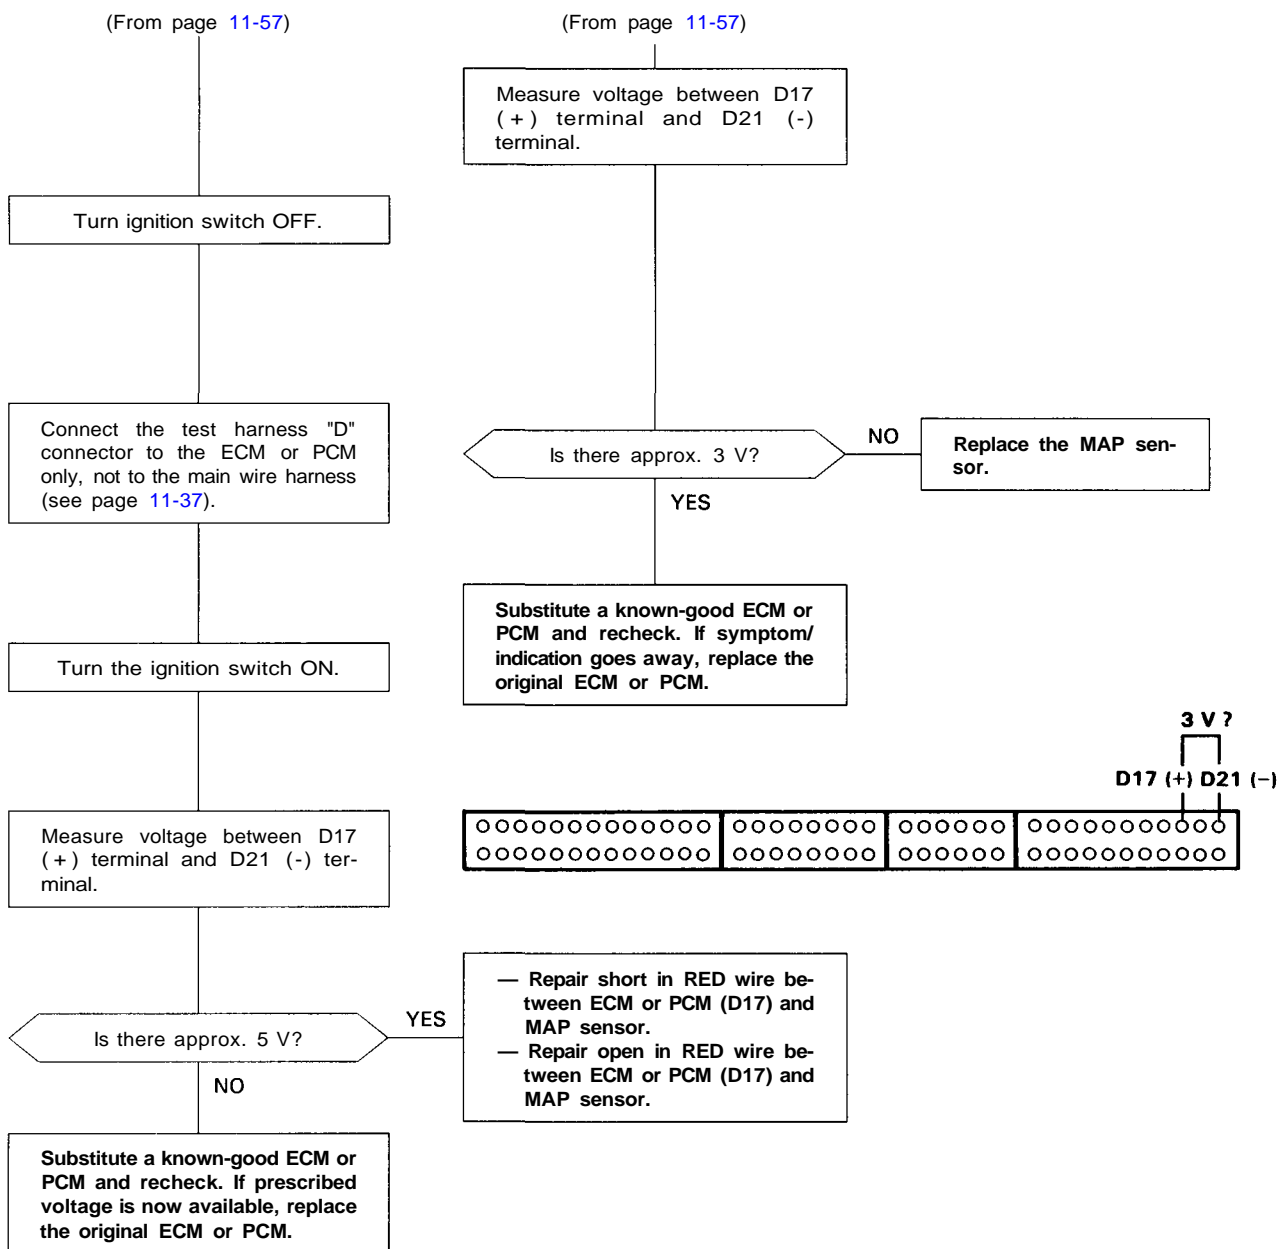 (From page 11-57)
Turn ignition switch OFF.
Connect the test harness "D"
connector to the ECM or PCM
only, not to the main wire harness
(see page 11-37).
Turn the ignition switch ON.
Measure voltage between D17
(+) terminal and D21 (-) ter-
minal.
Is there approx. 5 V?
YES
— Repair short in RED wire be-
tween ECM or PCM (D17) and
MAP sensor.
— Repair open in RED wire be-
tween ECM or PCM (D17) and
MAP sensor.
NO
Substitute a known-good ECM or
PCM and recheck. If prescribed
voltage is now available, replace
the original ECM or PCM.
(From page 11-57)
Measure voltage between D17
(+) terminal and D21 (-)
terminal.
Is there approx. 3 V?
NO
Replace the MAP sen-
sor.
YES
Substitute a known-good ECM or
PCM and recheck. If symptom/
indication goes away, replace the
original ECM or PCM.
3 V ?
D17 (+) D21 (−)